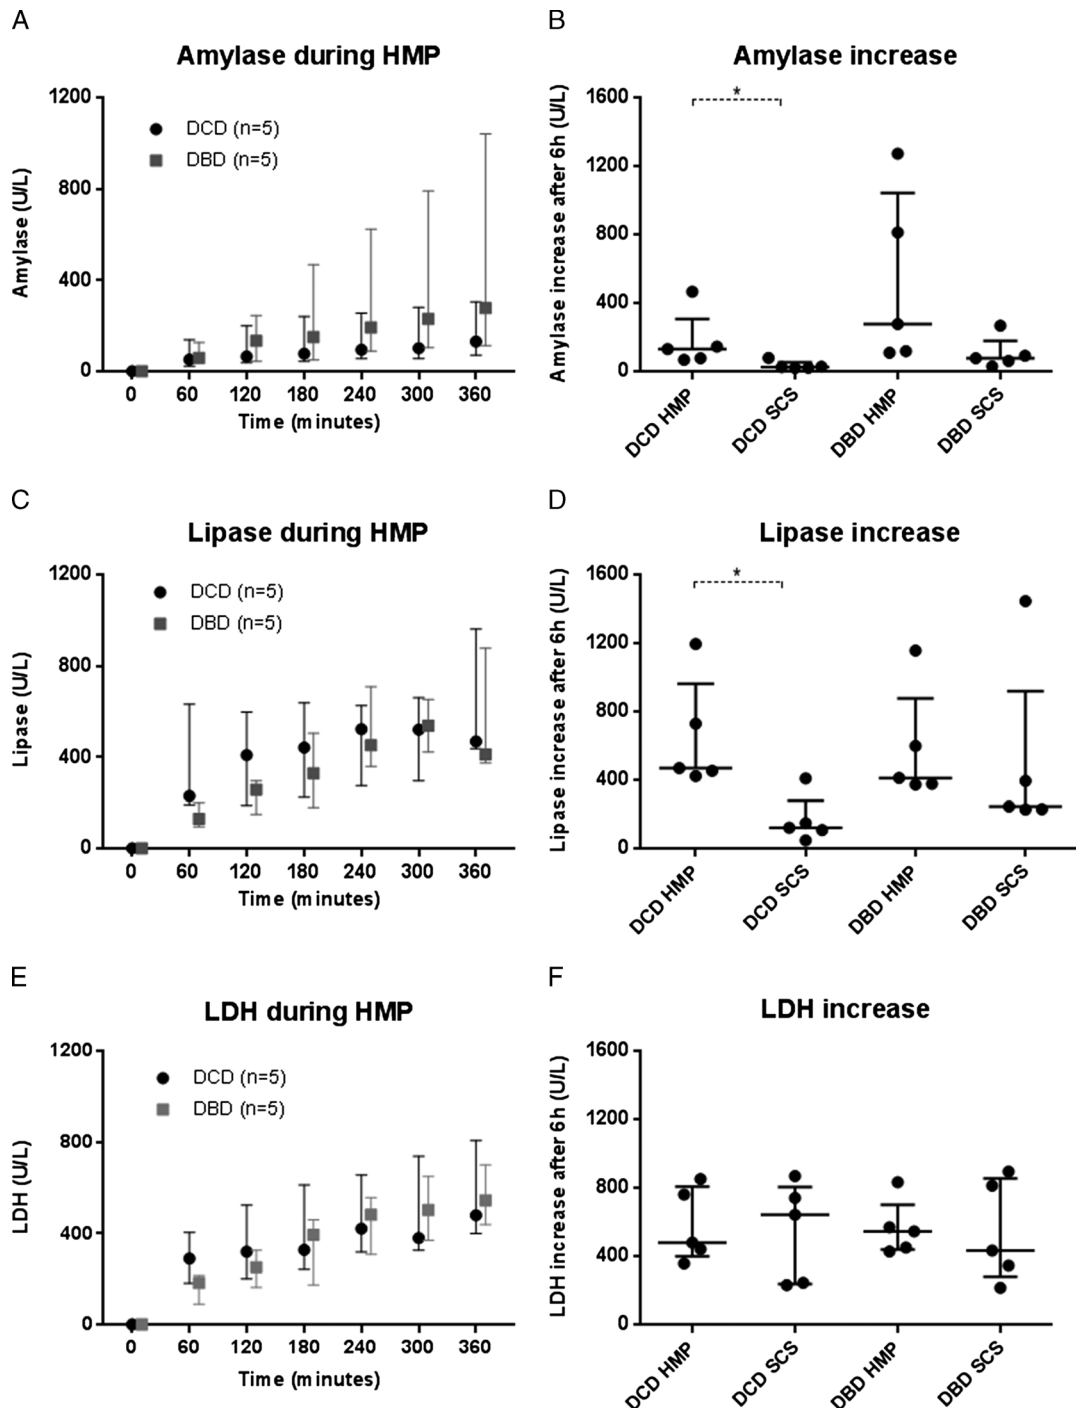 A
Amylase during HMP
1200
800
400
0
Amylase (U/L)
DCD (n=5)
DBD (n=5)
0 60 120 180 240 300 360
Time (minutes)
B
Amylase increase
1600
1200
800
400
0
Amylase increase after 6h (U/L)
*
DCD HMP
DCD SCS
DBD HMP
DBD SCS
C
Lipase during HMP
1200
800
400
0
Lipase (U/L)
DCD (n=5)
DBD (n=5)
0 60 120 180 240 300 360
Time (minutes)
D
Lipase increase
1600
1200
800
400
0
Lipase increase after 6h (U/L)
*
DCD HMP
DCD SCS
DBD HMP
DBD SCS
E
LDH during HMP
1200
800
400
0
LDH (U/L)
DCD (n=5)
DBD (n=5)
0 60 120 180 240 300 360
Time (minutes)
F
LDH increase
1600
1200
800
400
0
LDH increase after 6h (U/L)
DCD HMP
DCD SCS
DBD HMP
DBD SCS